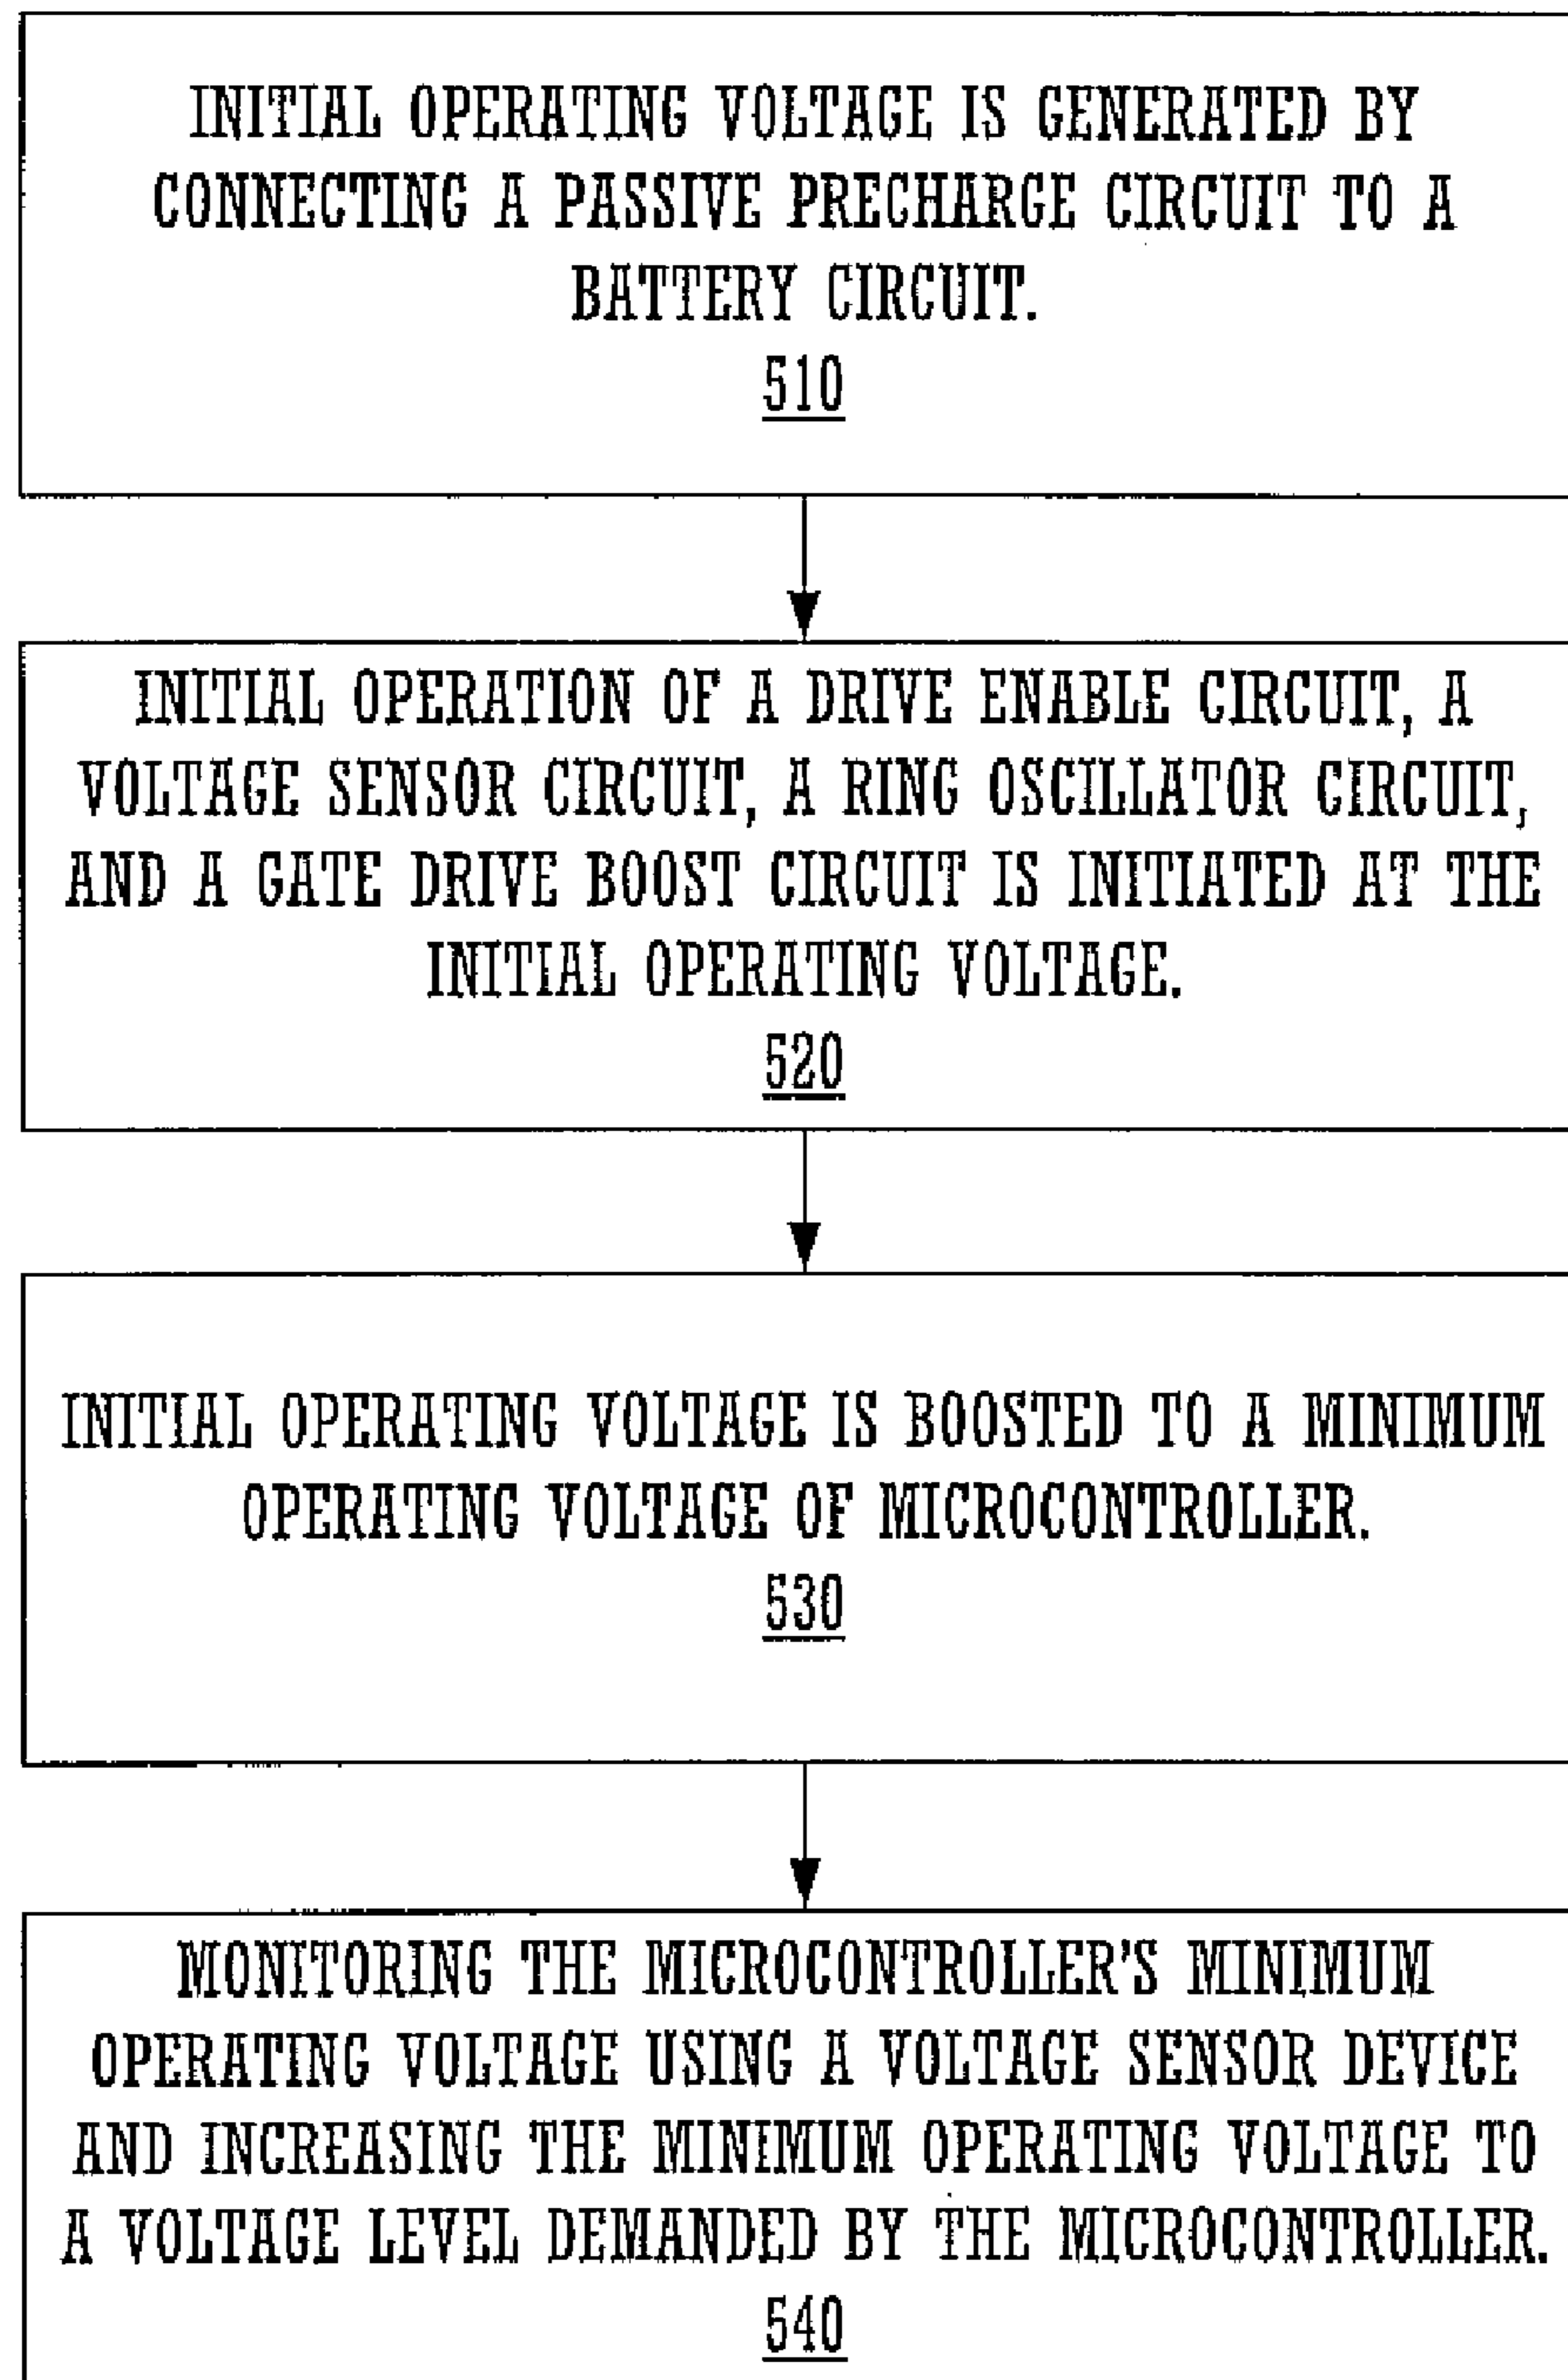 INITIAL OPERATING VOLTAGE IS GENERATED BY
CONNECTING A PASSIVE PRECHARGE CIRCUIT TO A
BATTERY CIRCUIT.
510
INITIAL OPERATION OF A DRIVE ENABLE CIRCUIT, A
VOLTAGE SENSOR CIRCUIT, A RING OSCILLATOR CIRCUIT,
AND A GATE DRIVE BOOST CIRCUIT IS INITIATED AT THE
INITIAL OPERATING VOLTAGE.
520
INITIAL OPERATING VOLTAGE IS BOOSTED TO A MINIMUM
OPERATING VOLTAGE OF MICROCONTROLLER.
530
MONITORING THE MICROCONTROLLER'S MINIMUM
OPERATING VOLTAGE USING A VOLTAGE SENSOR DEVICE
AND INCREASING THE MINIMUM OPERATING VOLTAGE TO
A VOLTAGE LEVEL DEMANDED BY THE MICROCONTROLLER.
540